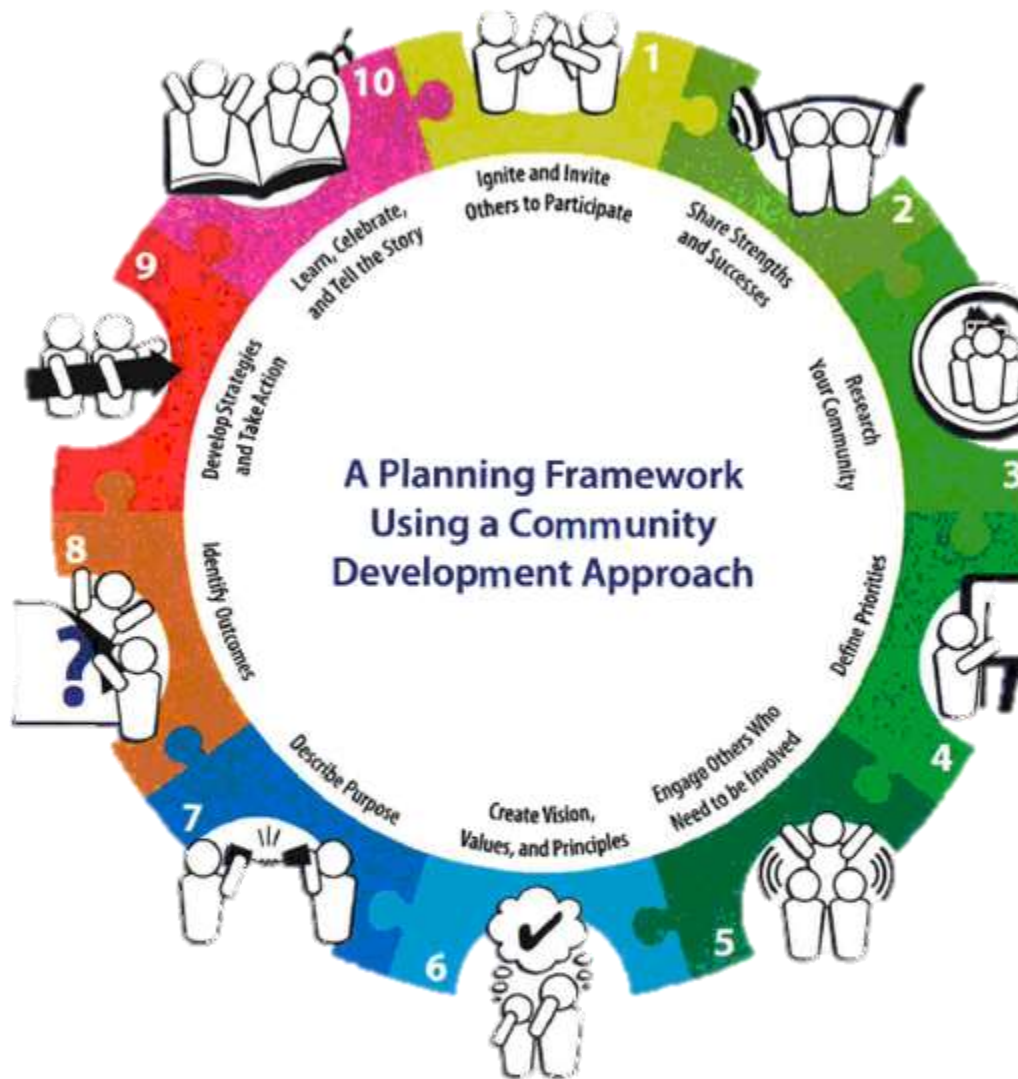 1
Ignite and Invite
Others to Participate
2
Share Strengths
and Successes
3
Research
Your Community
4
Define Priorities
5
Engage Others Who
Need to be Involved
6
Create Vision,
Values, and Principles
7
Describe Purpose
8
Identify Outcomes
?
9
Develop Strategies
and Take Action
10
Learn, Celebrate,
and Tell the Story
A Planning Framework
Using a Community
Development Approach